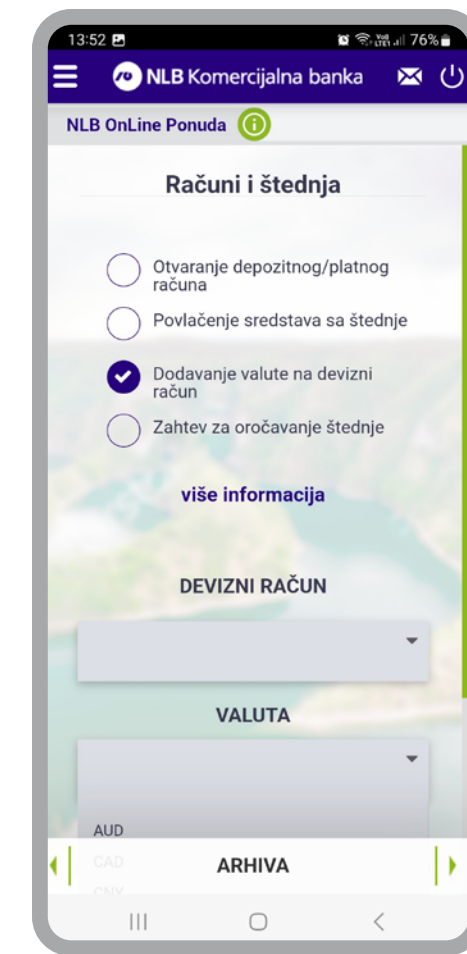 13:52
76%
NLB Komercijalna banka
NLB OnLine Ponuda
Računi i štednja
Otvaranje depozitnog/platnog
računa
Povlačenje sredstava sa štednje
Dodavanje valute na devizni
račun
Zahtev za oročavanje štednje
više informacija
DEVIZNI RAČUN
VALUTA
AUD
CAD
ARHIVA